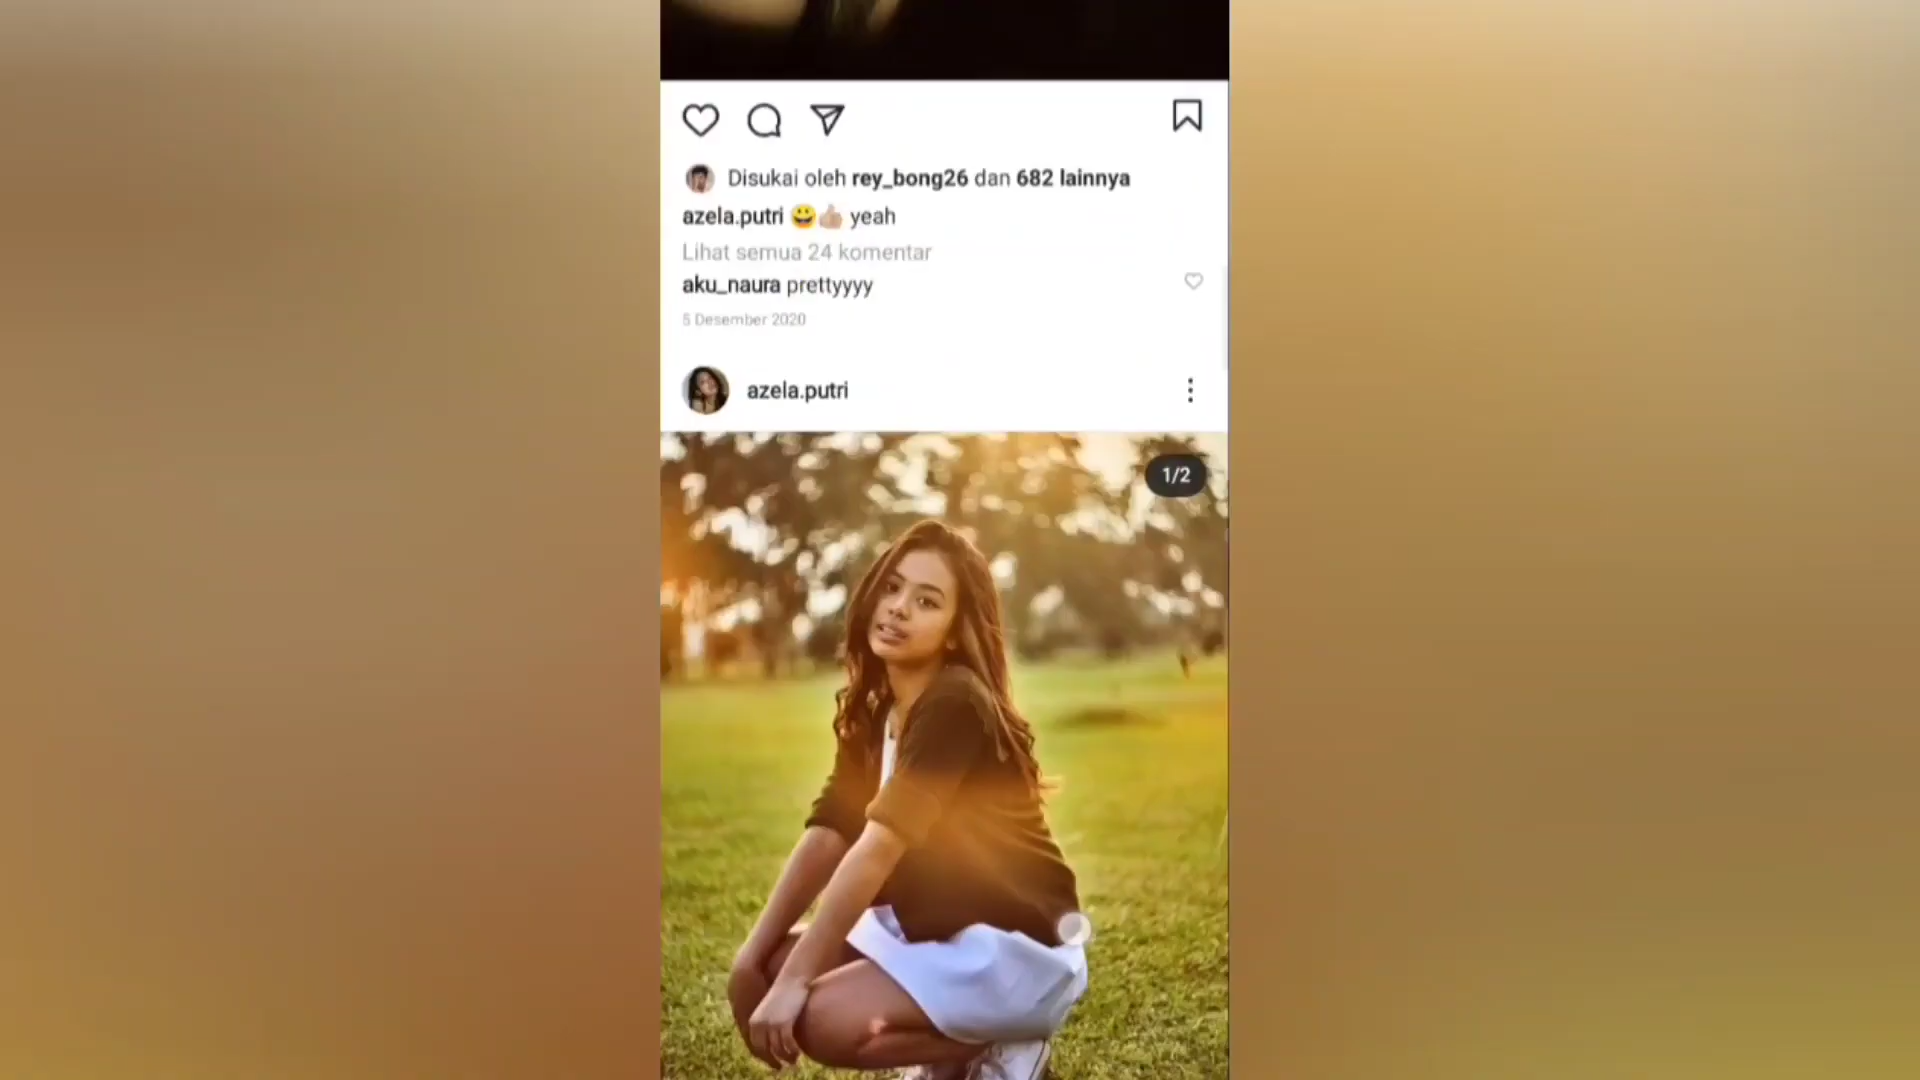 Disukai oleh rey_bong26 dan 682 lainnya
azela.putri 😀👍🏼 yeah
Lihat semua 24 komentar
aku_naura prettyyyy
5 Desember 2020
azela.putri
1/2